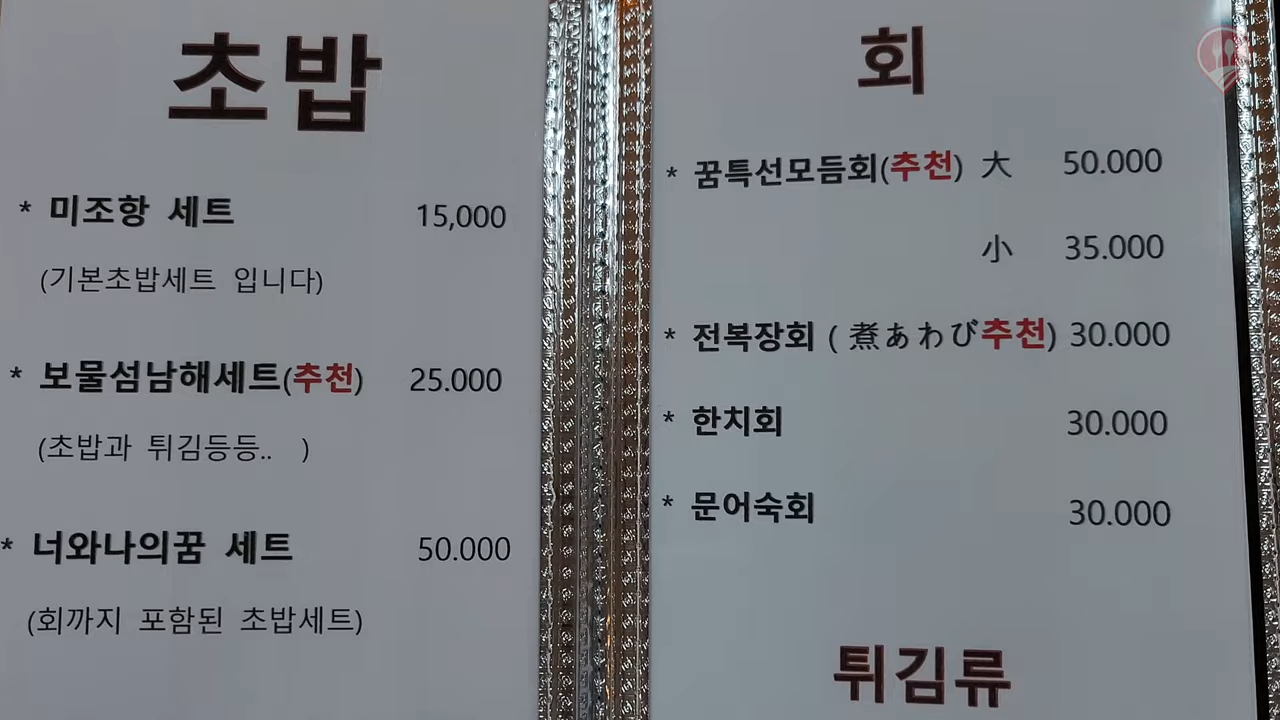 초밥
* 미조항 세트 15,000
(기본초밥세트 입니다)
* 보물섬남해세트(추천) 25.000
(초밥과 튀김등등.. )
* 너와나의꿈 세트 50.000
(회까지 포함된 초밥세트)
회
* 꿈특선모듬회(추천) 大 50.000
小 35.000
* 전복장회 ( 煮あわび추천) 30.000
* 한치회 30.000
* 문어숙회 30.000
튀김류